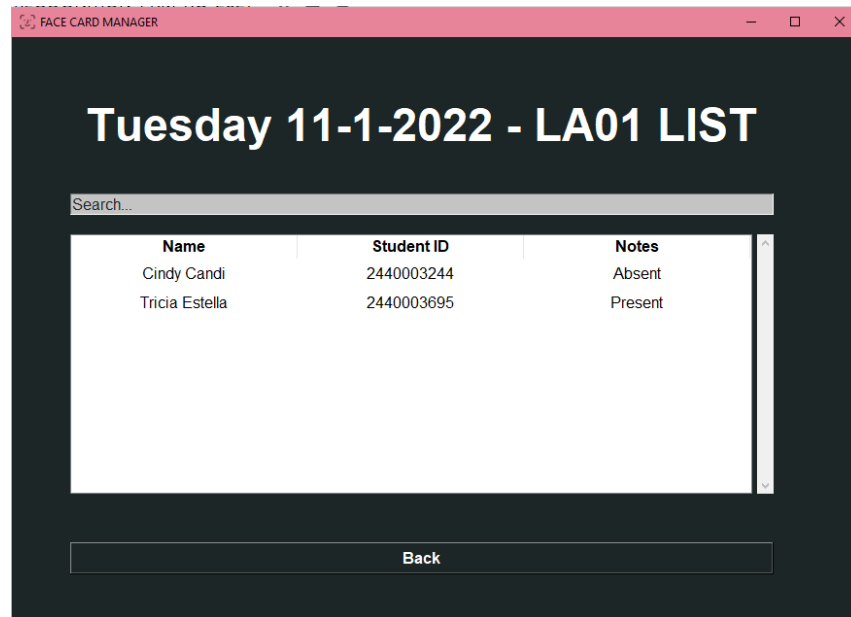 FACE CARD MANAGER
Tuesday 11-1-2022 - LA01 LIST
Search...
Name Student ID Notes
Cindy Candi 2440003244 Absent
Tricia Estella 2440003695 Present
Back